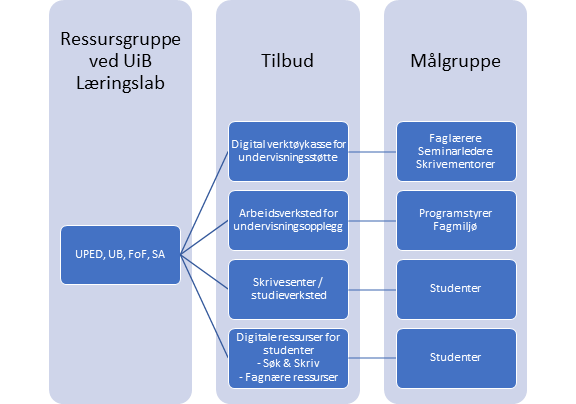 Ressursgruppe
ved UiB
Læringslab
Tilbud
Målgruppe
UPED, UB, FoF, SA
Digital verktøykasse for
undervisningsstøtte
Faglærere
Seminarledere
Skrivementorer
Arbeidsverksted for
undervisningsopplegg
Programstyrer
Fagmiljø
Skrivesenter /
studieverksted
Studenter
Digitale ressurser for
studenter
- Søk & Skriv
- Fagnære ressurser
Studenter